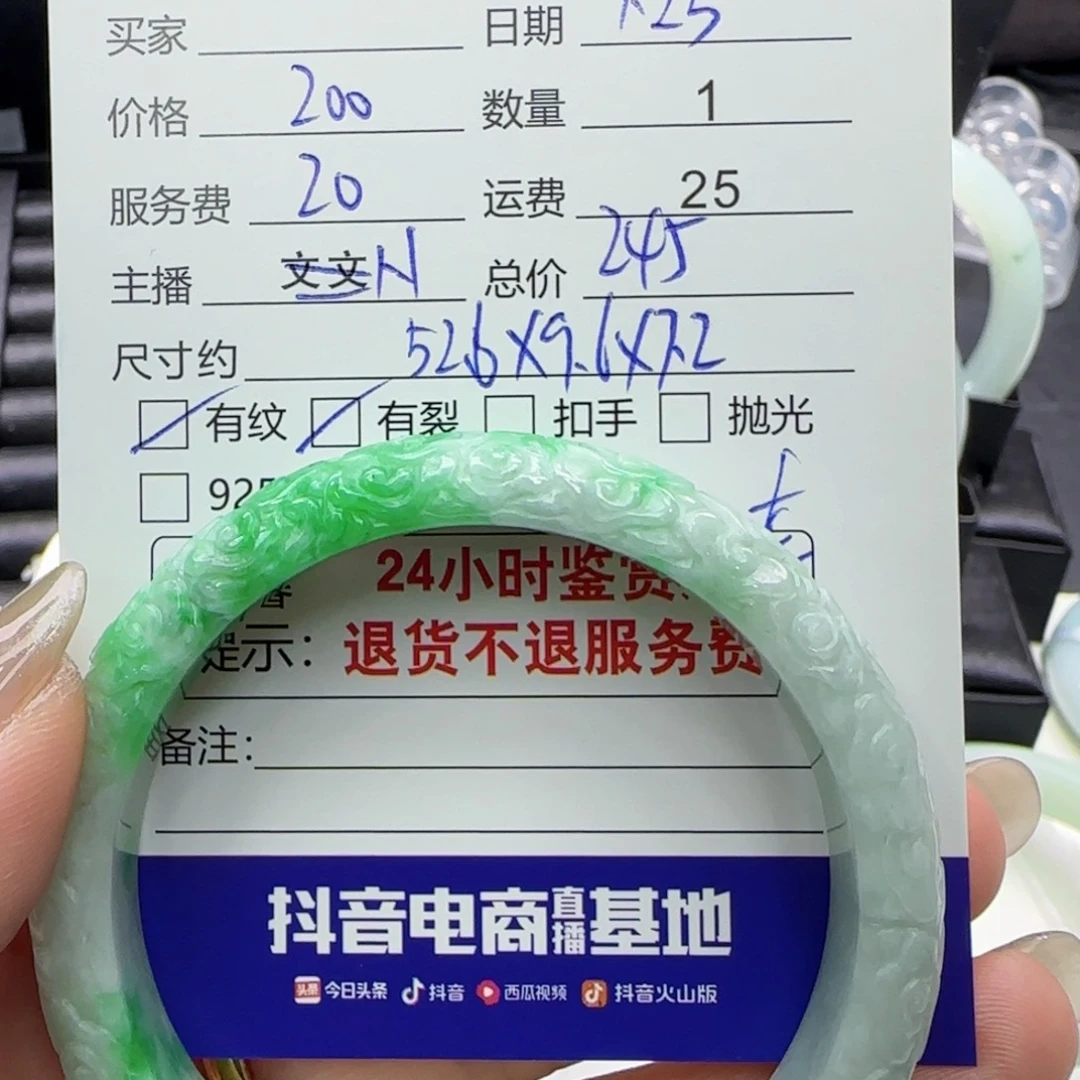 买家 日期
价格 200 数量 1
服务费 20 运费 25
主播 文文 N 总价 245
尺寸约 52.6X9.6X7.2
有纹 有裂 扣手 抛光
925
24小时鉴赏
提示：退货不退服务费
备注：
抖音电商直播基地
头条 今日头条 抖音 西瓜视频 抖音火山版